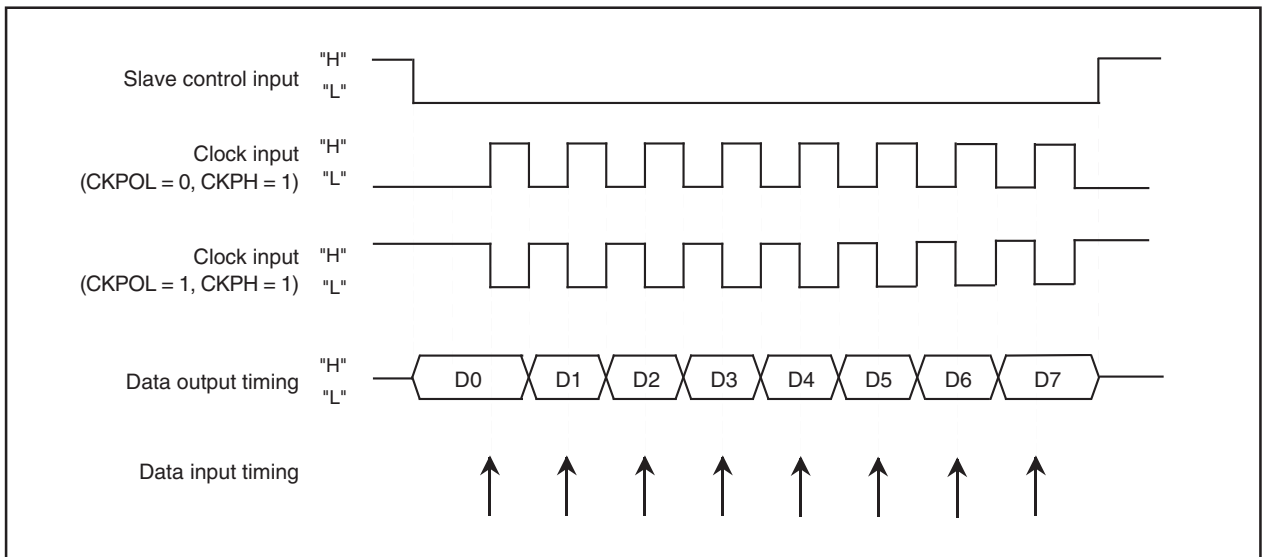 Slave control input
"H"
"L"
Clock input
(CKPOL = 0, CKPH = 1)
"H"
"L"
Clock input
(CKPOL = 1, CKPH = 1)
"H"
"L"
Data output timing
"H"
"L"
D0 D1 D2 D3 D4 D5 D6 D7
Data input timing